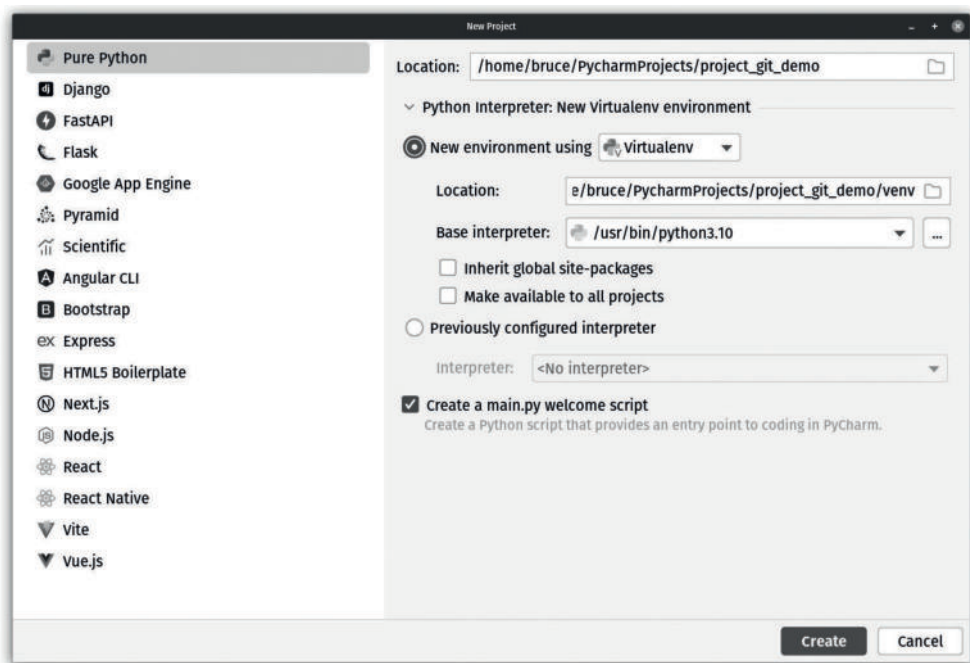 New Project
Pure Python
Django
FastAPI
Flask
Google App Engine
Pyramid
Scientific
Angular CLI
Bootstrap
Express
HTML5 Boilerplate
Next.js
Node.js
React
React Native
Vite
Vue.js
Location: /home/bruce/PycharmProjects/project_git_demo
Python Interpreter: New Virtualenv environment
New environment using Virtualenv
Location: e/bruce/PycharmProjects/project_git_demo/venv
Base interpreter: /usr/bin/python3.10 ...
Inherit global site-packages
Make available to all projects
Previously configured interpreter
Interpreter: <No interpreter>
Create a main.py welcome script
Create a Python script that provides an entry point to coding in PyCharm.
Create Cancel